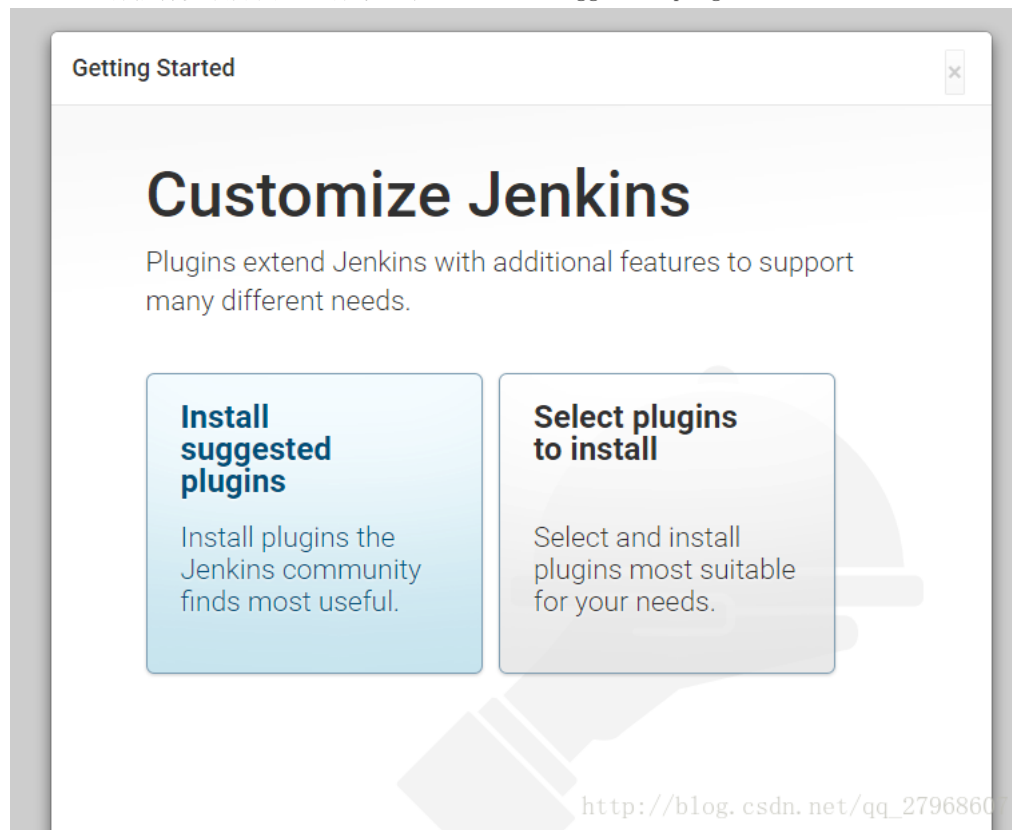 Getting Started
×
Customize Jenkins
Plugins extend Jenkins with additional features to support
many different needs.
Install
suggested
plugins
Install plugins the
Jenkins community
finds most useful.
Select plugins
to install
Select and install
plugins most suitable
for your needs.
http://blog.csdn.net/qq_27968607